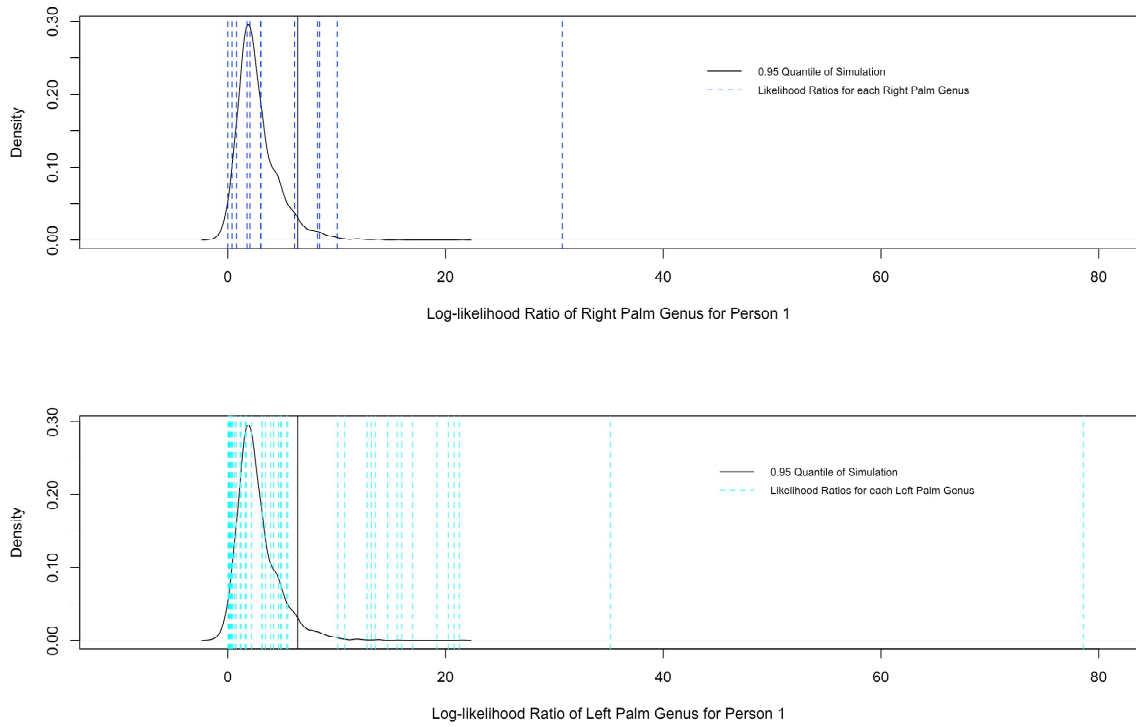 0.30
0.20
0.10
0.00
Density
0.95 Quantile of Simulation
Likelihood Ratios for each Right Palm Genus
0 20 40 60 80
Log-likelihood Ratio of Right Palm Genus for Person 1
0.30
0.20
0.10
0.00
Density
0.95 Quantile of Simulation
Likelihood Ratios for each Left Palm Genus
0 20 40 60 80
Log-likelihood Ratio of Left Palm Genus for Person 1